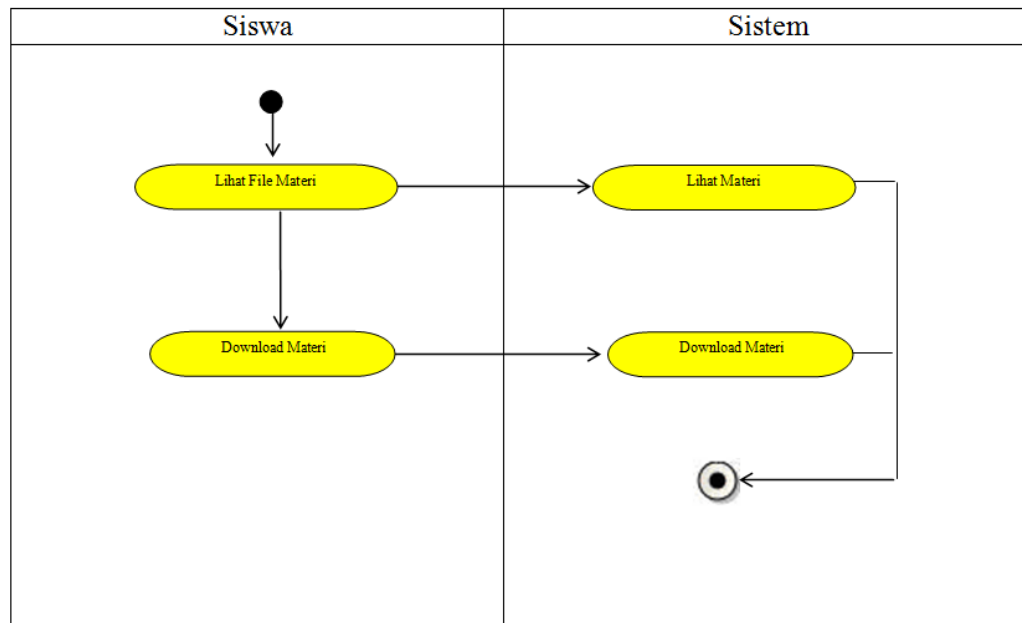 Siswa
Sistem
Lihat File Materi
Lihat Materi
Download Materi
Download Materi